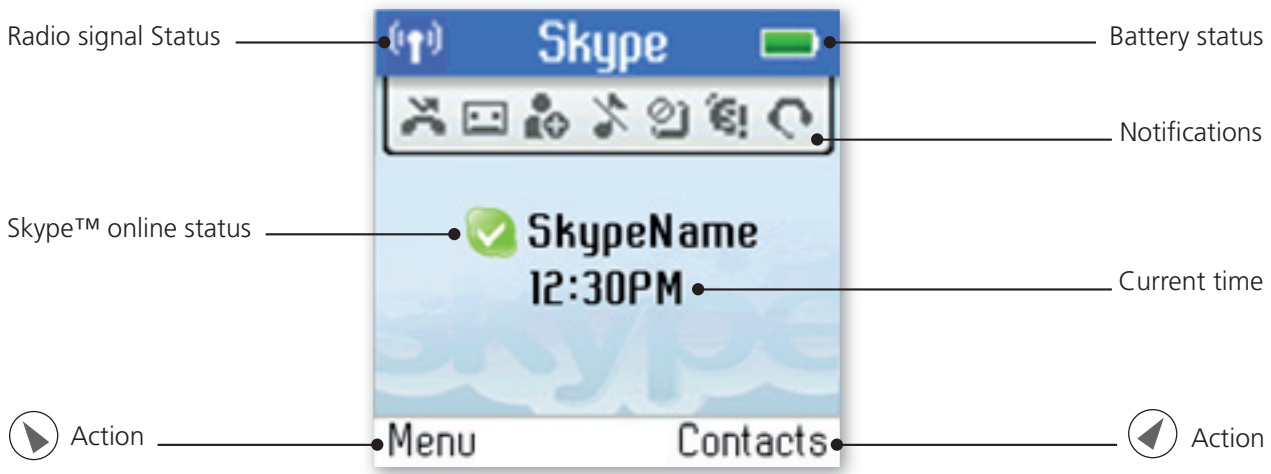 Radio signal Status
Skype
Battery status
Notifications
Skype™ online status
SkypeName
12:30PM
Current time
skype
Action
Menu
Contacts
Action